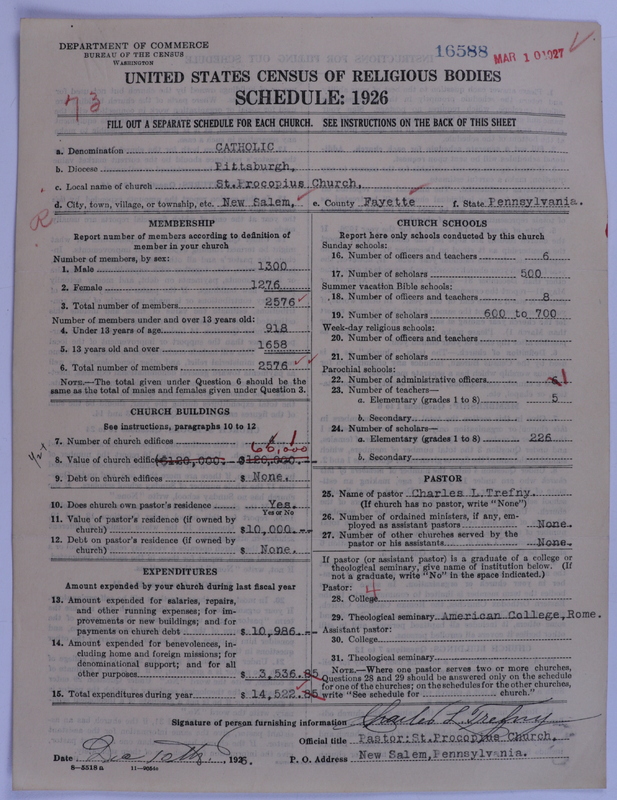 DEPARTMENT OF COMMERCE
BUREAU OF THE CENSUS
WASHINGTON
16588
MAR 1 0 1927
UNITED STATES CENSUS OF RELIGIOUS BODIES
SCHEDULE: 1926
73
FILL OUT A SEPARATE SCHEDULE FOR EACH CHURCH. SEE INSTRUCTIONS ON THE BACK OF THIS SHEET
a. Denomination CATHOLIC
b. Diocese Pittsburgh,
c. Local name of church St.Procopius Church,
d. City, town, village, or township, etc. New Salem, e. County Fayette f. State Pennsylvania.
R
MEMBERSHIP
Report number of members according to definition of member in your church
Number of members, by sex:
1. Male 1300
2. Female 1276
3. Total number of members 2576
Number of members under and over 13 years old:
4. Under 13 years of age 918
5. 13 years old and over 1658
6. Total number of members 2576
NOTE.—The total given under Question 6 should be the same as the total of males and females given under Question 3.
CHURCH BUILDINGS
See instructions, paragraphs 10 to 12
7. Number of church edifices 1
60,000
8. Value of church edifices ($120,000. $120,000.--
9. Debt on church edifices $ None.
10. Does church own pastor's residence Yes.
Yes or No
11. Value of pastor's residence (if owned by church) $10,000.--
12. Debt on pastor's residence (if owned by church) $ None.
EXPENDITURES
Amount expended by your church during last fiscal year
13. Amount expended for salaries, repairs, and other running expenses; for improvements or new buildings; and for payments on church debt $ 10,986.--
14. Amount expended for benevolences, including home and foreign missions; for denominational support; and for all other purposes $ 3,536.85
15. Total expenditures during year $ 14,522.85
CHURCH SCHOOLS
Report here only schools conducted by this church
Sunday schools:
16. Number of officers and teachers 6
17. Number of scholars 500
Summer vacation Bible schools:
18. Number of officers and teachers 8
19. Number of scholars 600 to 700
Week-day religious schools:
20. Number of officers and teachers
21. Number of scholars
Parochial schools:
22. Number of administrative officers 1
23. Number of teachers—
a. Elementary (grades 1 to 8) 5
b. Secondary
24. Number of scholars—
a. Elementary (grades 1 to 8) 226
b. Secondary
PASTOR
25. Name of pastor Charles L.Trefny.
(If church has no pastor, write "None")
26. Number of ordained ministers, if any, employed as assistant pastors None.
27. Number of other churches served by the pastor or his assistants None.
If pastor (or assistant pastor) is a graduate of a college or theological seminary, give name of institution below. (If not a graduate, write "No" in the space indicated.)
Pastor:
28. College 4
29. Theological seminary American College,Rome.
Assistant pastor:
30. College
31. Theological seminary
NOTE.—Where one pastor serves two or more churches, Questions 28 and 29 should be answered only on the schedule for one of the churches; on the schedules for the other churches, write "See schedule for church."
Signature of person furnishing information Charles L Trefny
Official title Pastor:St.Procopius Church.
Date 1926. P. O. Address New Salem,Pennsylvania.
8—5518a